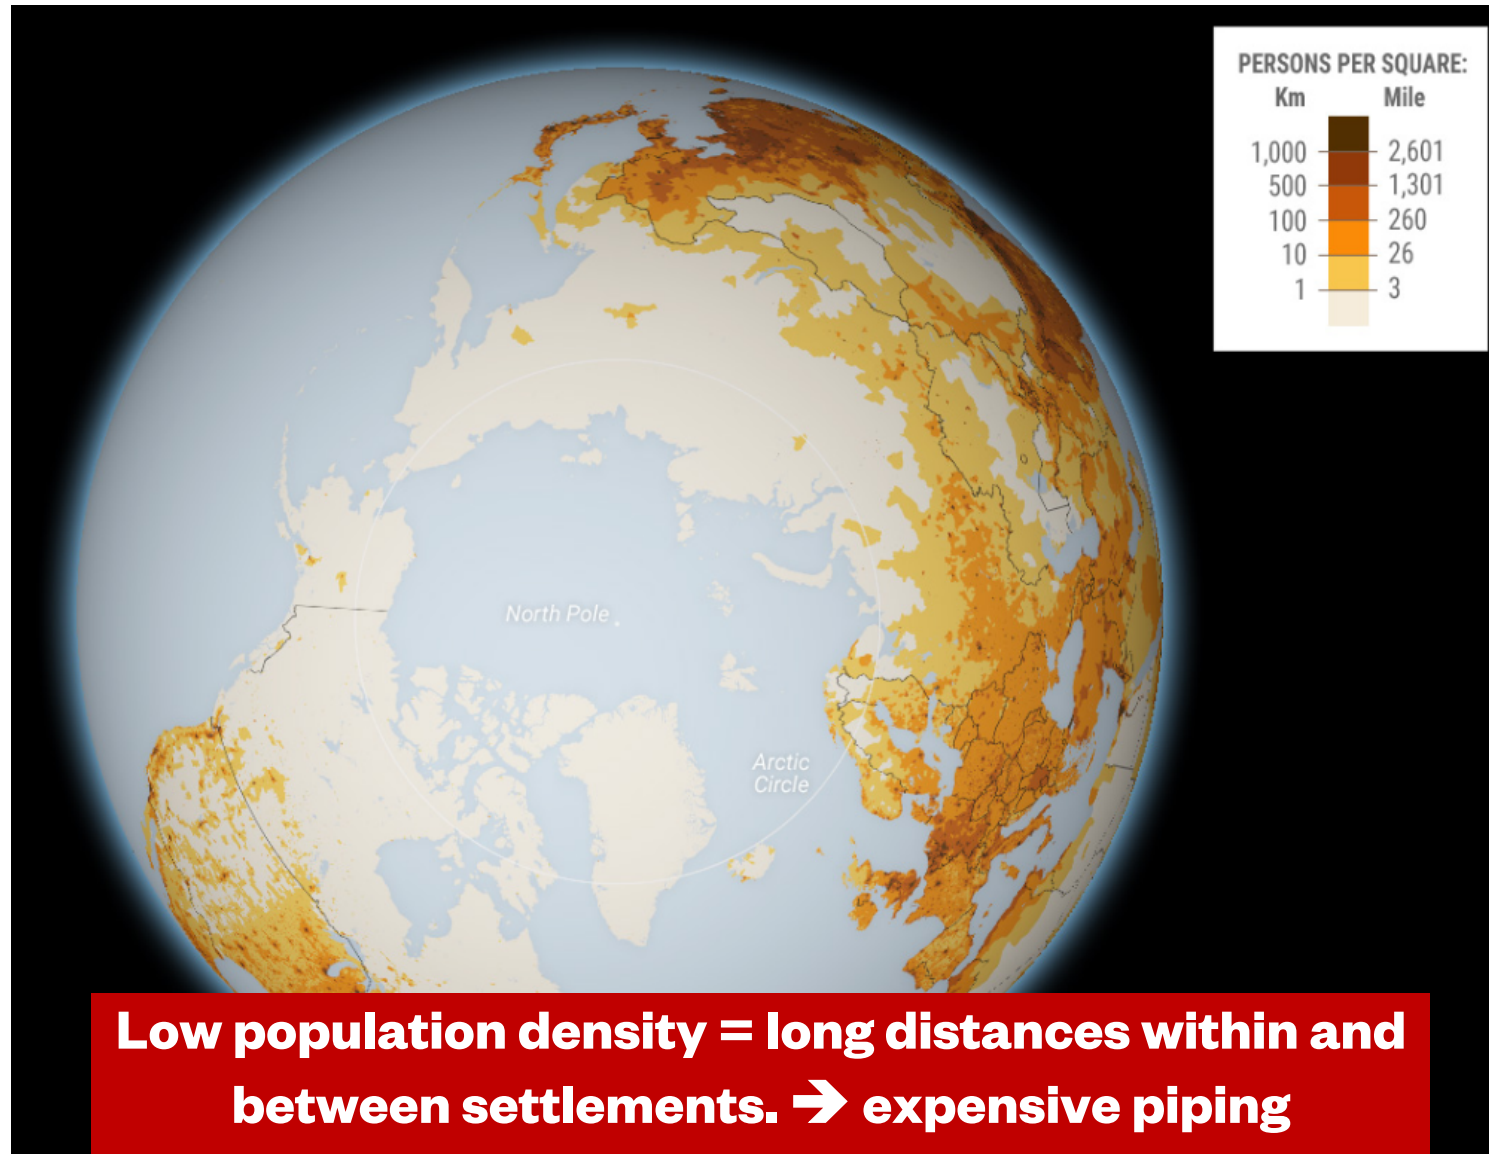 PERSONS PER SQUARE:
Km Mile
1,000 2,601
500 1,301
100 260
10 26
1 3
North Pole
Arctic
Circle
Low population density = long distances within and
between settlements. ➔ expensive piping